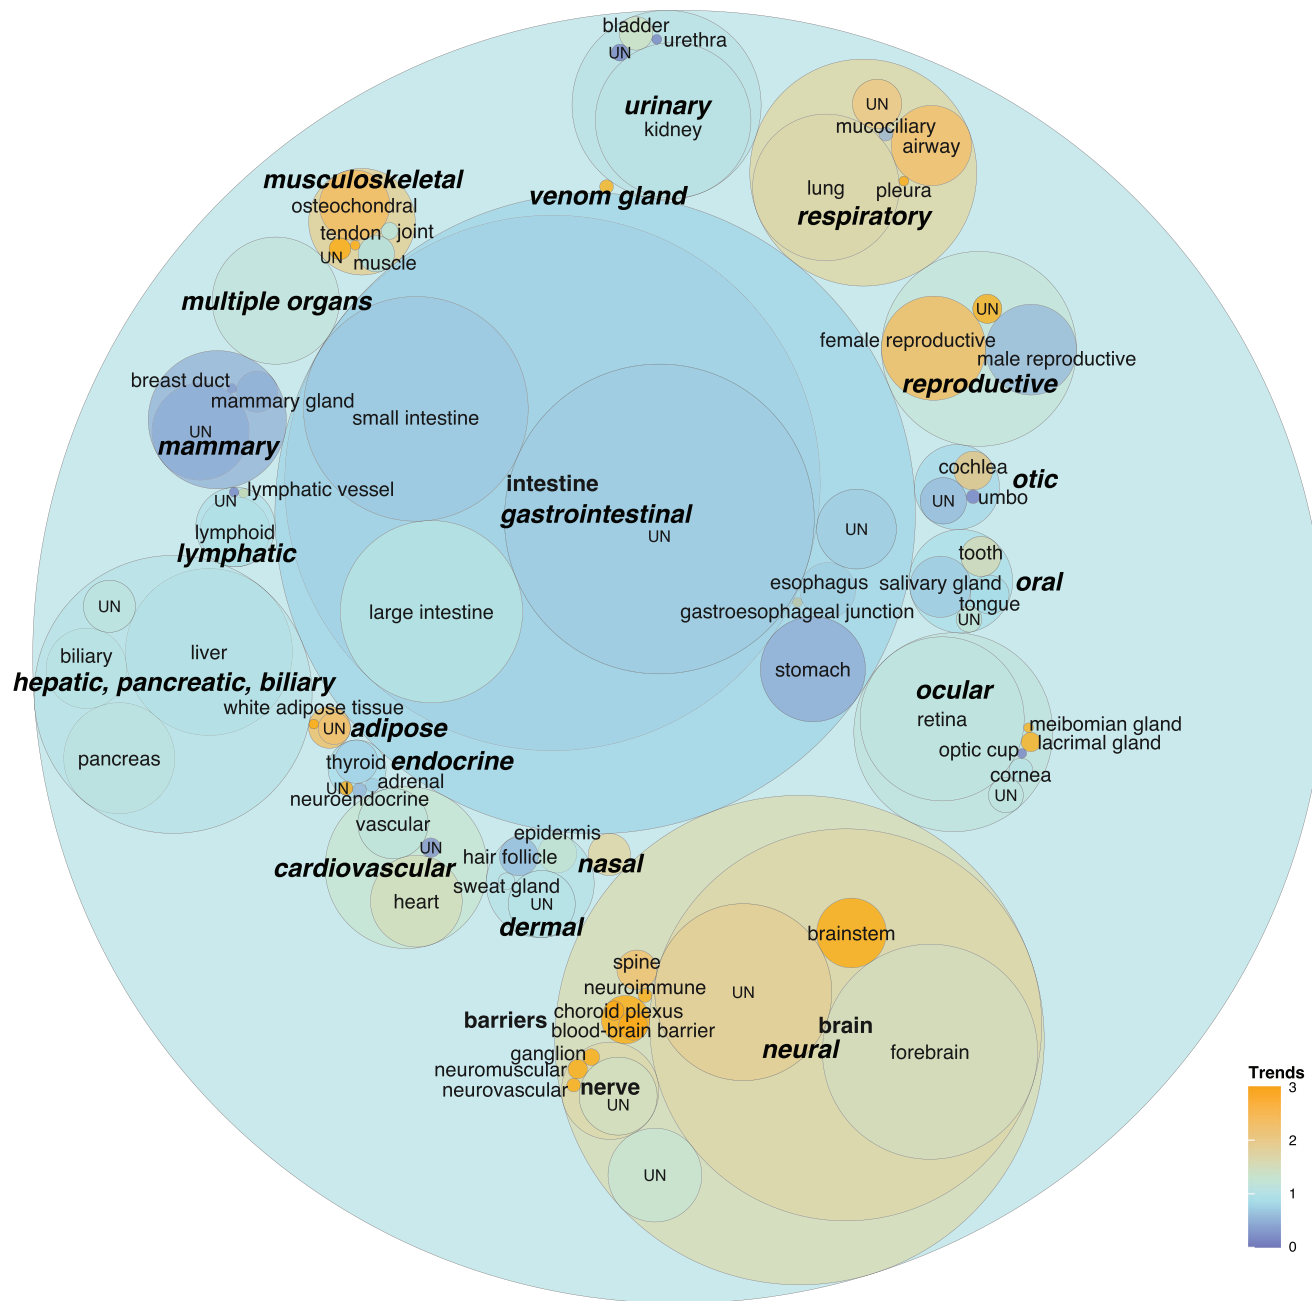 bladder
urethra
UN
urinary
kidney
UN
mucociliary
airway
lung
pleura
respiratory
venom gland
musculoskeletal
osteochondral
tendon
joint
UN
muscle
multiple organs
breast duct
mammary gland
UN
mammary
small intestine
UN
female reproductive
male reproductive
reproductive
lymphatic vessel
UN
lymphoid
lymphatic
intestine
gastrointestinal
UN
UN
cochlea
otic
UN
umbo
tooth
esophagus
salivary gland
oral
gastroesophageal junction
tongue
UN
large intestine
stomach
UN
biliary
liver
hepatic, pancreatic, biliary
pancreas
white adipose tissue
UN
adipose
thyroid
endocrine
adrenal
UN
neuroendocrine
ocular
retina
meibomian gland
lacrimal gland
optic cup
cornea
UN
vascular
UN
cardiovascular
heart
epidermis
hair follicle
nasal
sweat gland
UN
dermal
brainstem
spine
neuroimmune
UN
choroid plexus
barriers
blood-brain barrier
brain
neural
forebrain
ganglion
neuromuscular
neurovascular
nerve
UN
UN
Trends
3
2
1
0